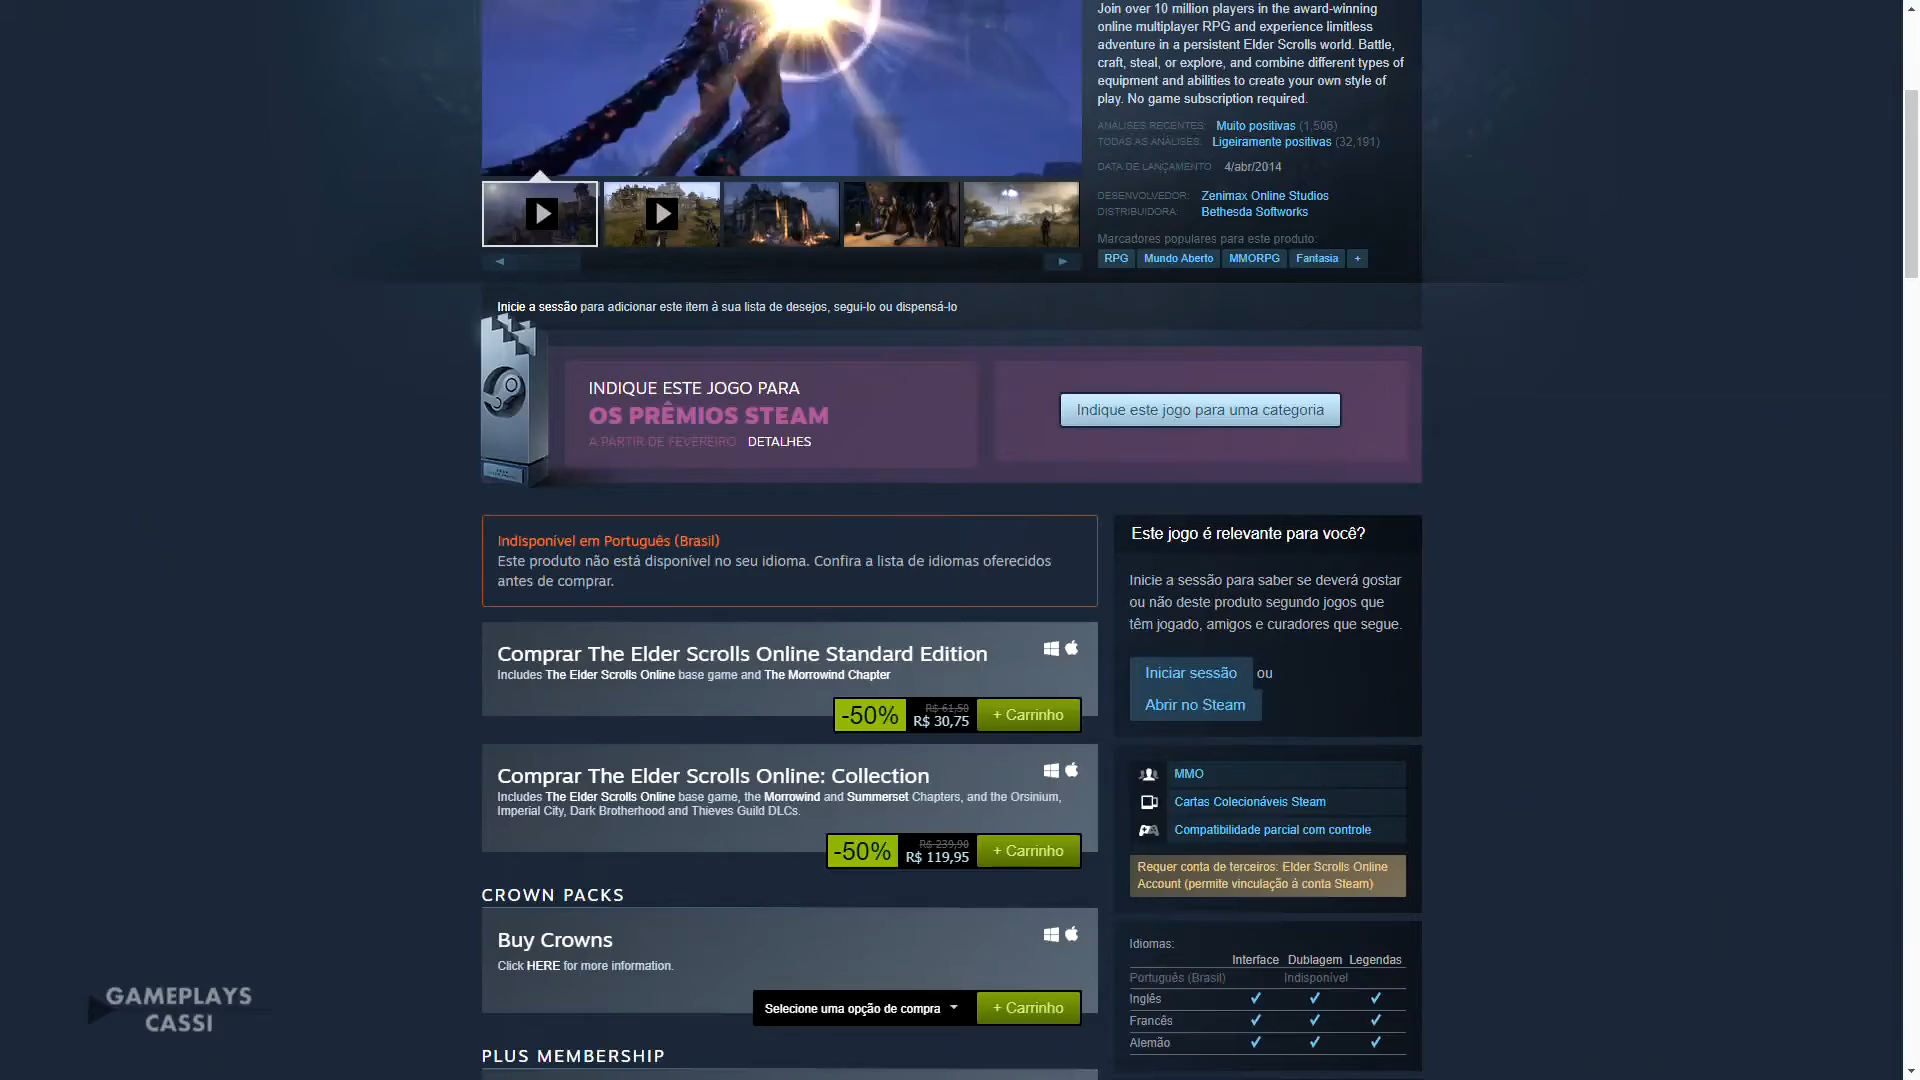 Join over 10 million players in the award-winning
online multiplayer RPG and experience limitless
adventure in a persistent Elder Scrolls world. Battle,
craft, steal, or explore, and combine different types of
equipment and abilities to create your own style of
play. No game subscription required.
ANÁLISES RECENTES: Muito positivas (1,506)
TODAS AS ANÁLISES: Ligeiramente positivas (32,191)
DATA DE LANÇAMENTO 4/abr/2014
DESENVOLVEDOR: Zenimax Online Studios
DISTRIBUIDORA: Bethesda Softworks
Marcadores populares para este produto:
RPG Mundo Aberto MMORPG Fantasia +
Inicie a sessão para adicionar este item à sua lista de desejos, segui-lo ou dispensá-lo
INDIQUE ESTE JOGO PARA
OS PRÊMIOS STEAM
A PARTIR DE FEVEREIRO DETALHES
Indique este jogo para uma categoria
Indisponível em Português (Brasil)
Este produto não está disponível no seu idioma. Confira a lista de idiomas oferecidos
antes de comprar.
Comprar The Elder Scrolls Online Standard Edition
Includes The Elder Scrolls Online base game and The Morrowind Chapter
-50% R$ 61,50 R$ 30,75 + Carrinho
Comprar The Elder Scrolls Online: Collection
Includes The Elder Scrolls Online base game, the Morrowind and Summerset Chapters, and the Orsinium,
Imperial City, Dark Brotherhood and Thieves Guild DLCs.
-50% R$ 239,90 R$ 119,95 + Carrinho
CROWN PACKS
Buy Crowns
Click HERE for more information.
Selecione uma opção de compra + Carrinho
PLUS MEMBERSHIP
Este jogo é relevante para você?
Inicie a sessão para saber se deverá gostar
ou não deste produto segundo jogos que
têm jogado, amigos e curadores que segue.
Iniciar sessão ou
Abrir no Steam
MMO
Cartas Colecionáveis Steam
Compatibilidade parcial com controle
Requer conta de terceiros: Elder Scrolls Online
Account (permite vinculação á conta Steam)
Idiomas:
Interface Dublagem Legendas
Português (Brasil) Indisponível
Inglês ✓ ✓ ✓
Francês ✓ ✓ ✓
Alemão ✓ ✓ ✓
GAMEPLAYS
CASSI